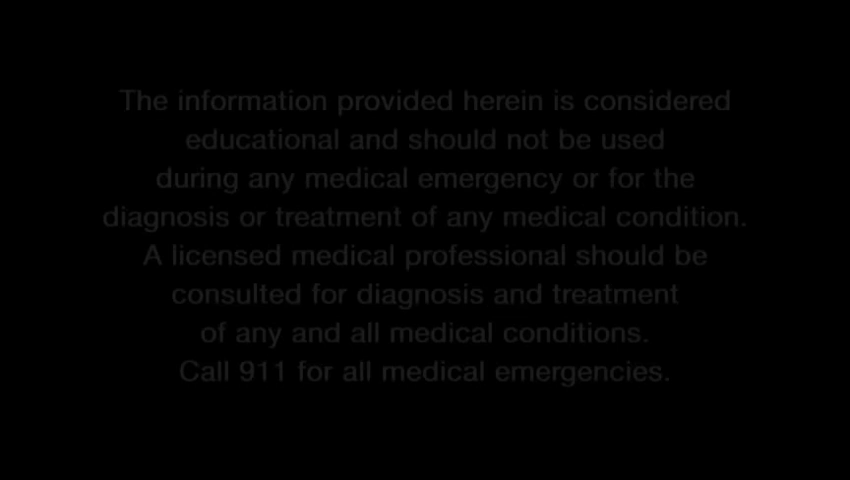 The information provided herein is considered
educational and should not be used
during any medical emergency or for the
diagnosis or treatment of any medical condition.
A licensed medical professional should be
consulted for diagnosis and treatment
of any and all medical conditions.
Call 911 for all medical emergencies.